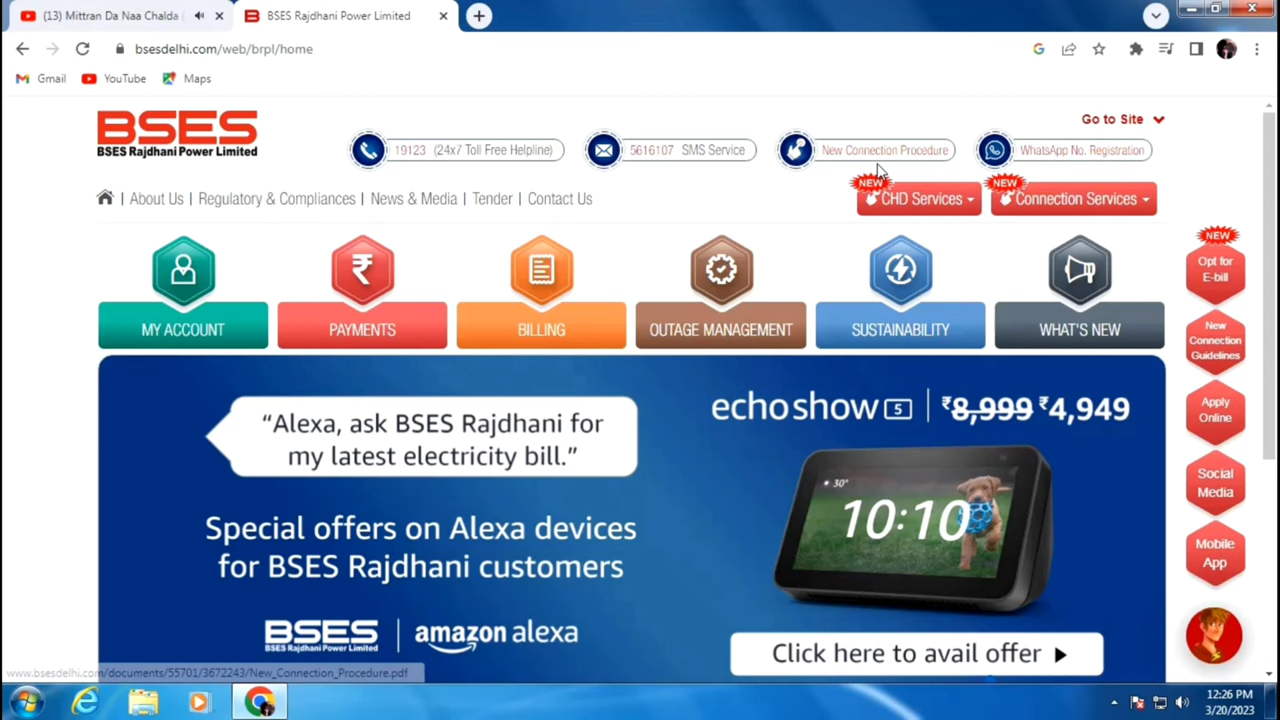 (13) Mittran Da Naa Chalda
BSES Rajdhani Power Limited
bsesdelhi.com/web/brpl/home
Gmail
YouTube
Maps
Go to Site
BSES
BSES Rajdhani Power Limited
19123 (24x7 Toll Free Helpline)
5616107 SMS Service
New Connection Procedure
WhatsApp No. Registration
About Us
Regulatory & Compliances
News & Media
Tender
Contact Us
NEW
CHD Services
NEW
Connection Services
MY ACCOUNT
PAYMENTS
BILLING
OUTAGE MANAGEMENT
SUSTAINABILITY
WHAT'S NEW
NEW
Opt for
E-bill
New
Connection
Guidelines
Apply
Online
Social
Media
Mobile
App
"Alexa, ask BSES Rajdhani for
my latest electricity bill."
Special offers on Alexa devices
for BSES Rajdhani customers
BSES
BSES Rajdhani Power Limited
amazon alexa
echo show 5
₹8,999 ₹4,949
30°
10:10
Click here to avail offer
www.bsesdelhi.com/documents/55701/3672243/New_Connection_Procedure.pdf
12:26 PM
3/20/2023